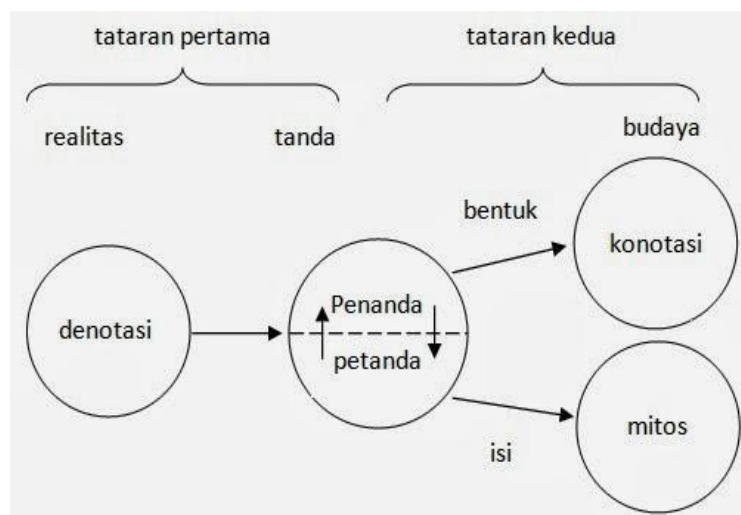 tataran pertama
tataran kedua
realitas
tanda
budaya
bentuk
konotasi
denotasi
Penanda
petanda
mitos
isi